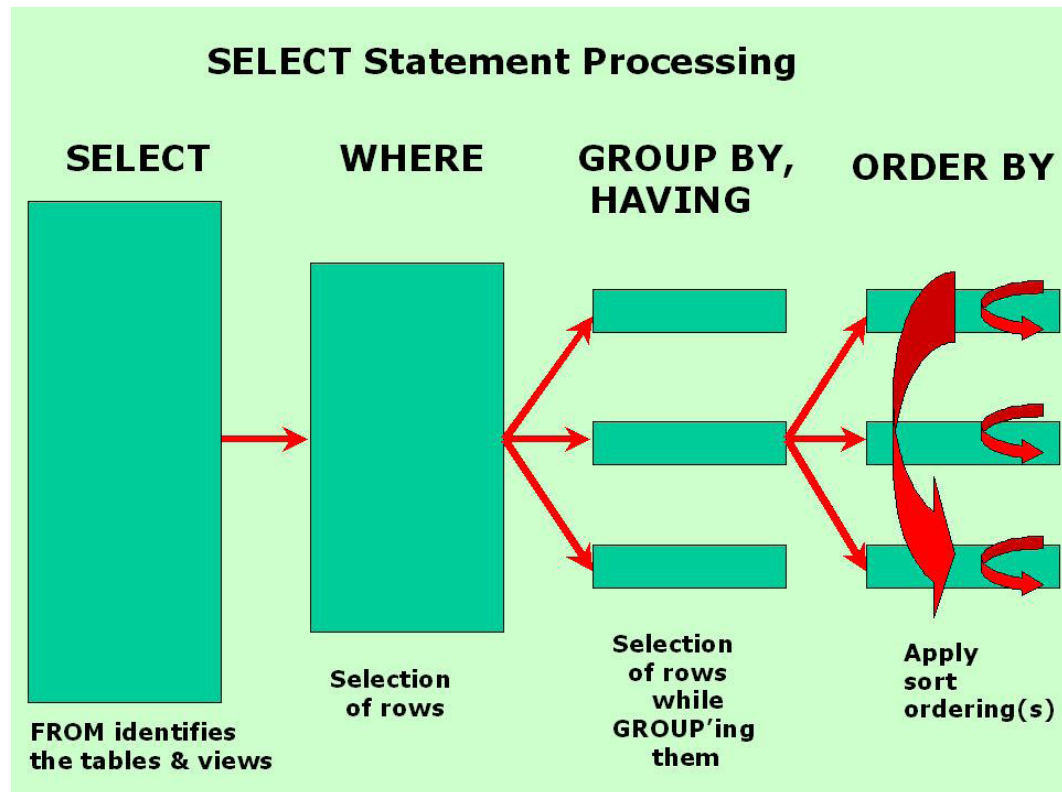 SELECT Statement Processing
SELECT
WHERE
GROUP BY,
HAVING
ORDER BY
FROM identifies
the tables & views
Selection
of rows
Selection
of rows
while
GROUP’ing
them
Apply
sort
ordering(s)